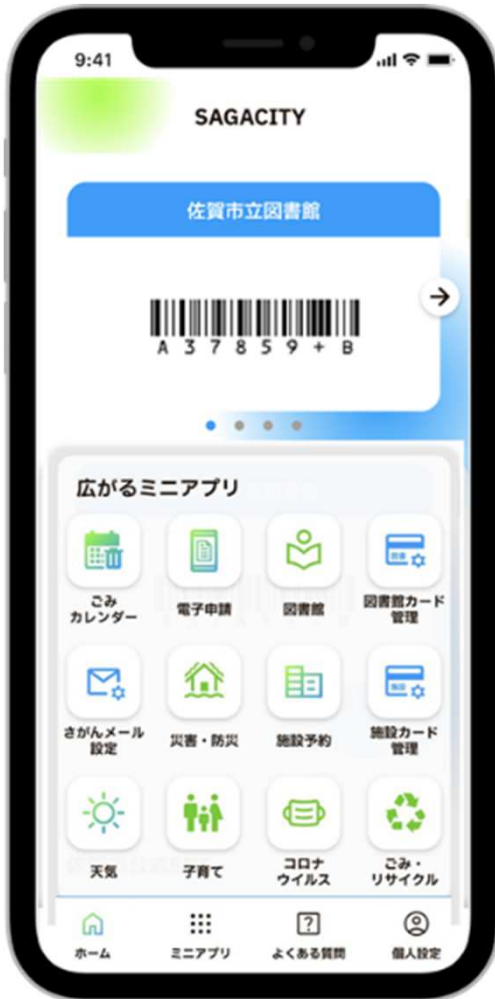 9:41
SAGACITY
佐賀市立図書館
A37859+B
広がるミニアプリ
ごみ
カレンダー
電子申請
図書館
図書
図書館カード
管理
さがんメール
設定
災害・防災
施設予約
施設
施設カード
管理
天気
子育て
コロナ
ウイルス
ごみ・
リサイクル
ホーム
ミニアプリ
よくある質問
個人設定